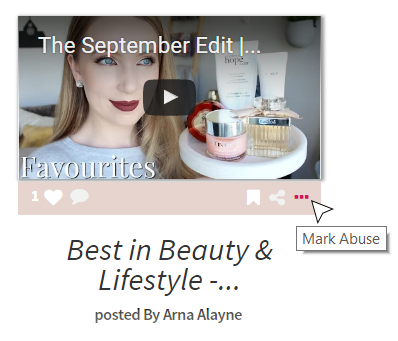 The September Edit |...
hope
Favourites
1
Mark Abuse
Best in Beauty &
Lifestyle -...
posted By Arna Alayne